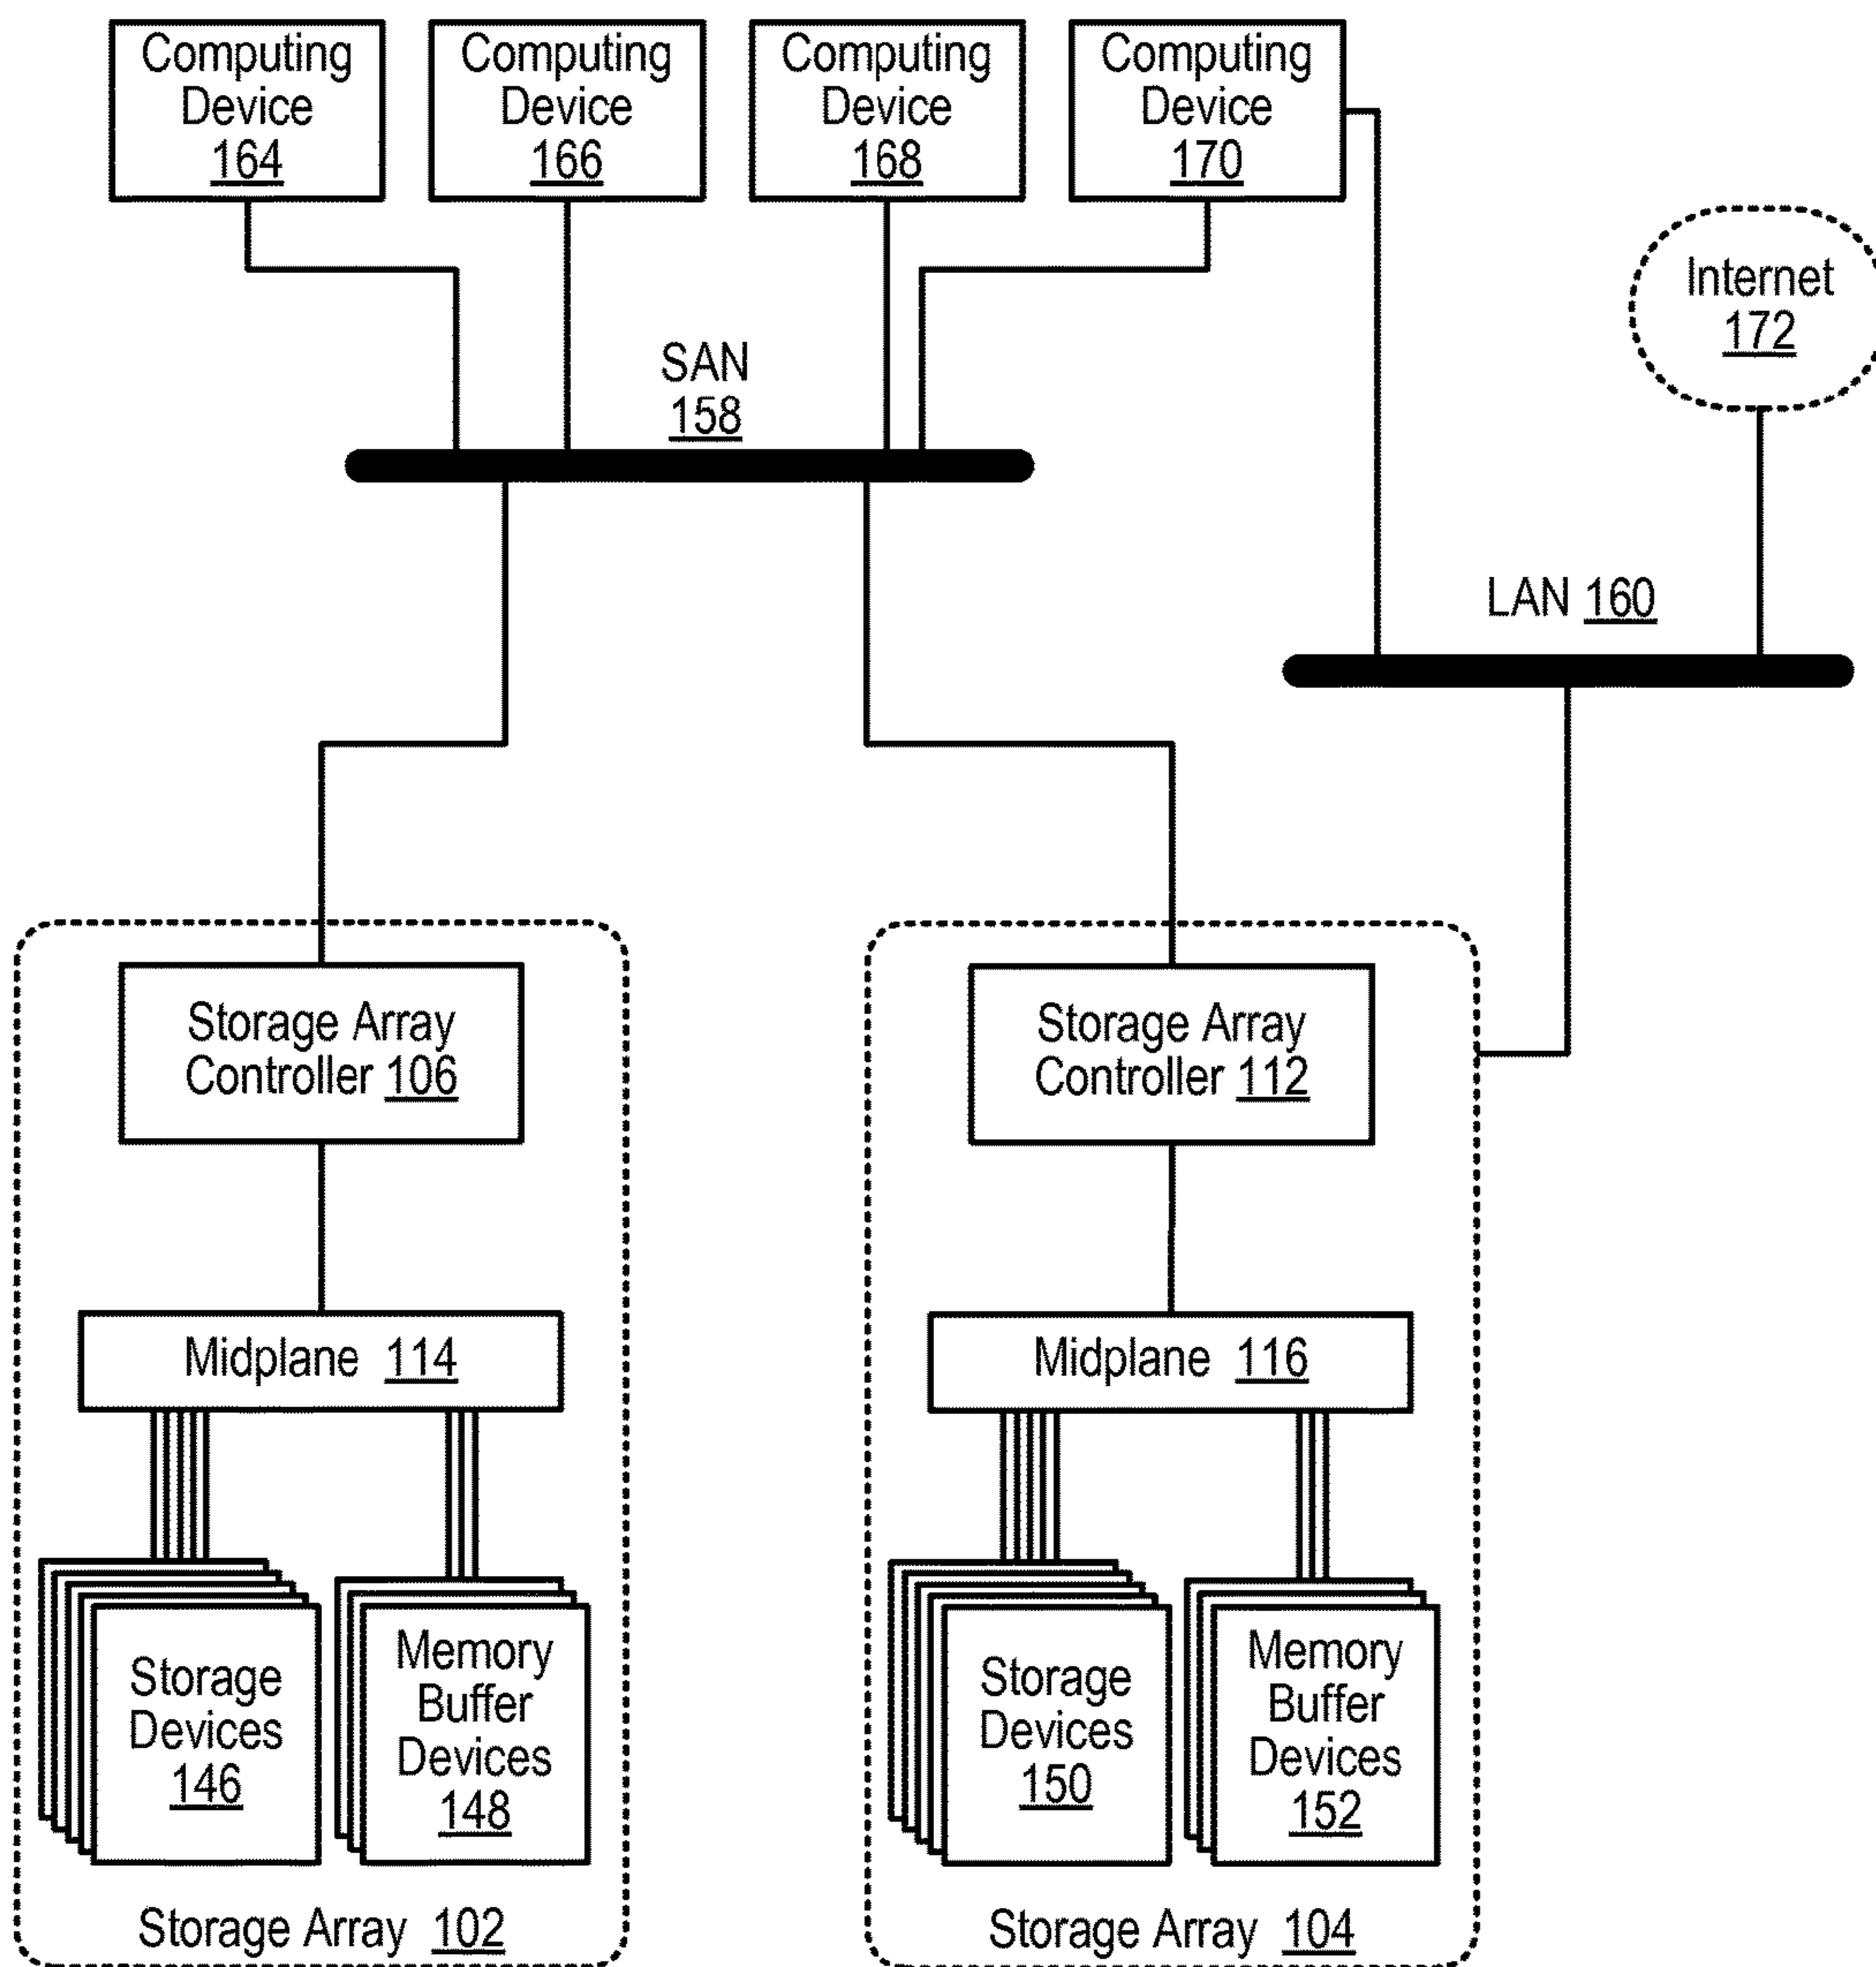 Computing
Device
164
Computing
Device
166
Computing
Device
168
Computing
Device
170
Internet
172
SAN
158
LAN 160
Storage Array
Controller 106
Storage Array
Controller 112
Midplane 114
Midplane 116
Storage
Devices
146
Memory
Buffer
Devices
148
Storage
Devices
150
Memory
Buffer
Devices
152
Storage Array 102
Storage Array 104